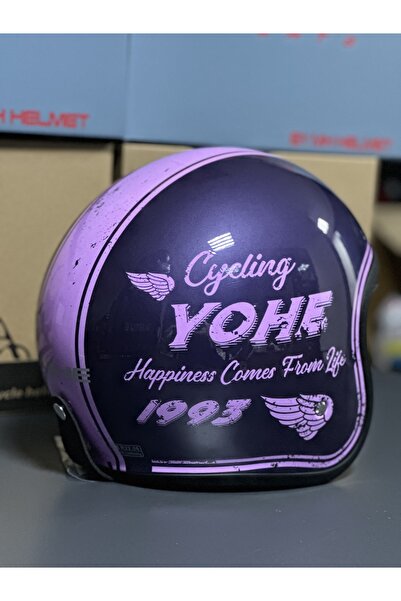 HELMET
HELMET
Cycling
YOHE
Happiness Comes From Life
1993